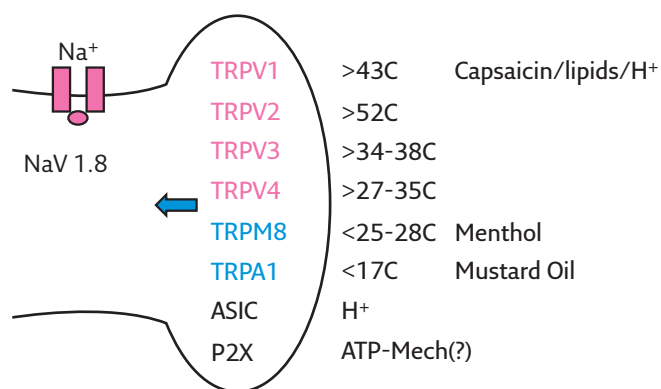 Na⁺
NaV 1.8
TRPV1 >43C Capsaicin/lipids/H⁺
TRPV2 >52C
TRPV3 >34-38C
TRPV4 >27-35C
TRPM8 <25-28C Menthol
TRPA1 <17C Mustard Oil
ASIC H⁺
P2X ATP-Mech(?)